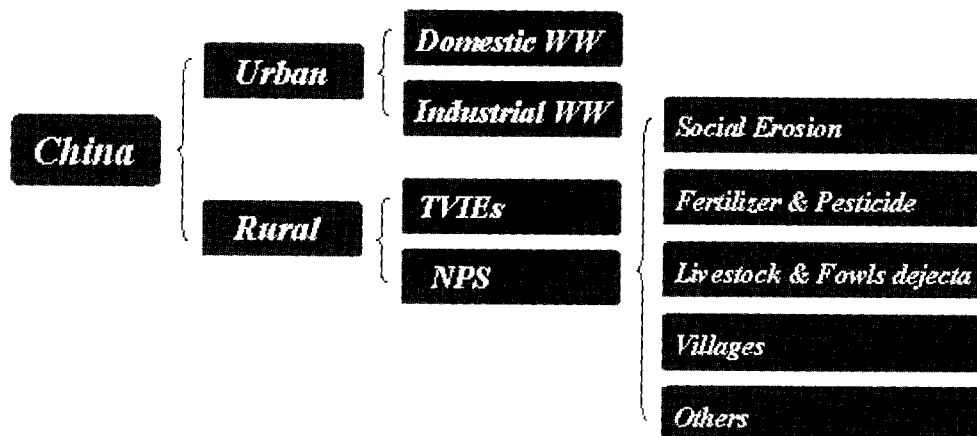 China
Urban
Domestic WW
Industrial WW
Rural
TVIEs
NPS
Social Erosion
Fertilizer & Pesticide
Livestock & Fowls dejecta
Villages
Others